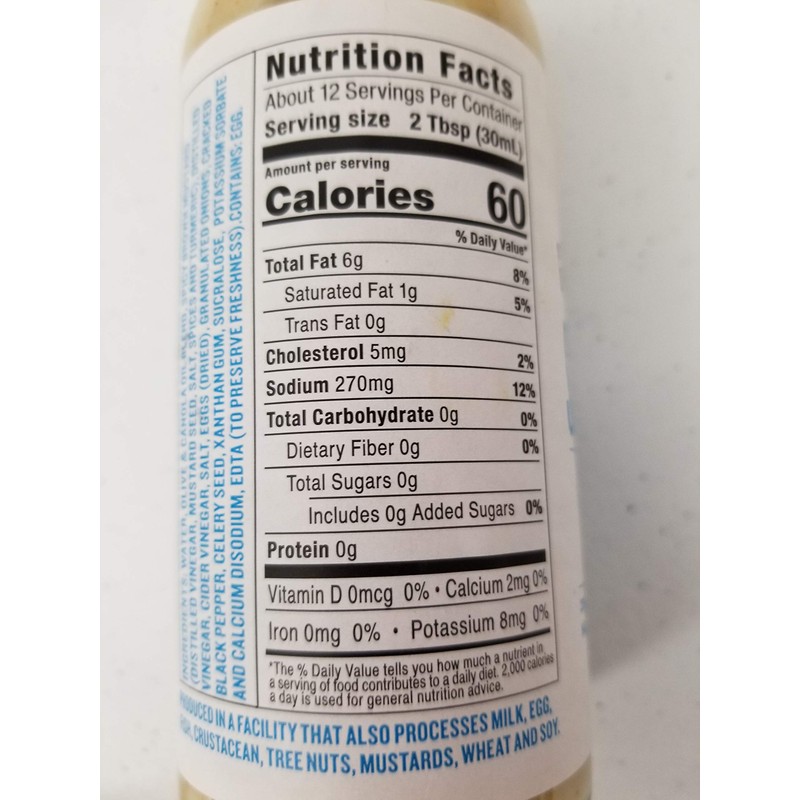 Nutrition Facts
About 12 Servings Per Container
Serving size 2 Tbsp (30mL)
Amount per serving
Calories 60
% Daily Value*
Total Fat 6g 8%
Saturated Fat 1g 5%
Trans Fat 0g
Cholesterol 5mg 2%
Sodium 270mg 12%
Total Carbohydrate 0g 0%
Dietary Fiber 0g 0%
Total Sugars 0g
Includes 0g Added Sugars 0%
Protein 0g
Vitamin D 0mcg 0% • Calcium 2mg 0%
Iron 0mg 0% • Potassium 8mg 0%
*The % Daily Value tells you how much a nutrient in
a serving of food contributes to a daily diet. 2,000 calories
a day is used for general nutrition advice.
INGREDIENTS: WATER, OLIVE & CANOLA OIL BLEND,
(DISTILLED VINEGAR, MUSTARD SEED, SALT, SPICES AND TURMERIC), DISTILLED
VINEGAR, CIDER VINEGAR, SALT, EGGS (DRIED), GRANULATED ONIONS, CRACKED
BLACK PEPPER, CELERY SEED, XANTHAN GUM, SUCRALOSE, POTASSIUM SORBATE
AND CALCIUM DISODIUM, EDTA (TO PRESERVE FRESHNESS).CONTAINS: EGG.
PRODUCED IN A FACILITY THAT ALSO PROCESSES MILK, EGG,
CRUSTACEAN, TREE NUTS, MUSTARDS, WHEAT AND SOY.